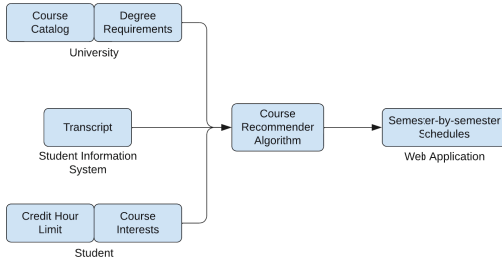 Course
Catalog
Degree
Requirements
University
Transcript
Student Information
System
Credit Hour
Limit
Course
Interests
Student
Course
Recommender
Algorithm
Semester-by-semester
Schedules
Web Application